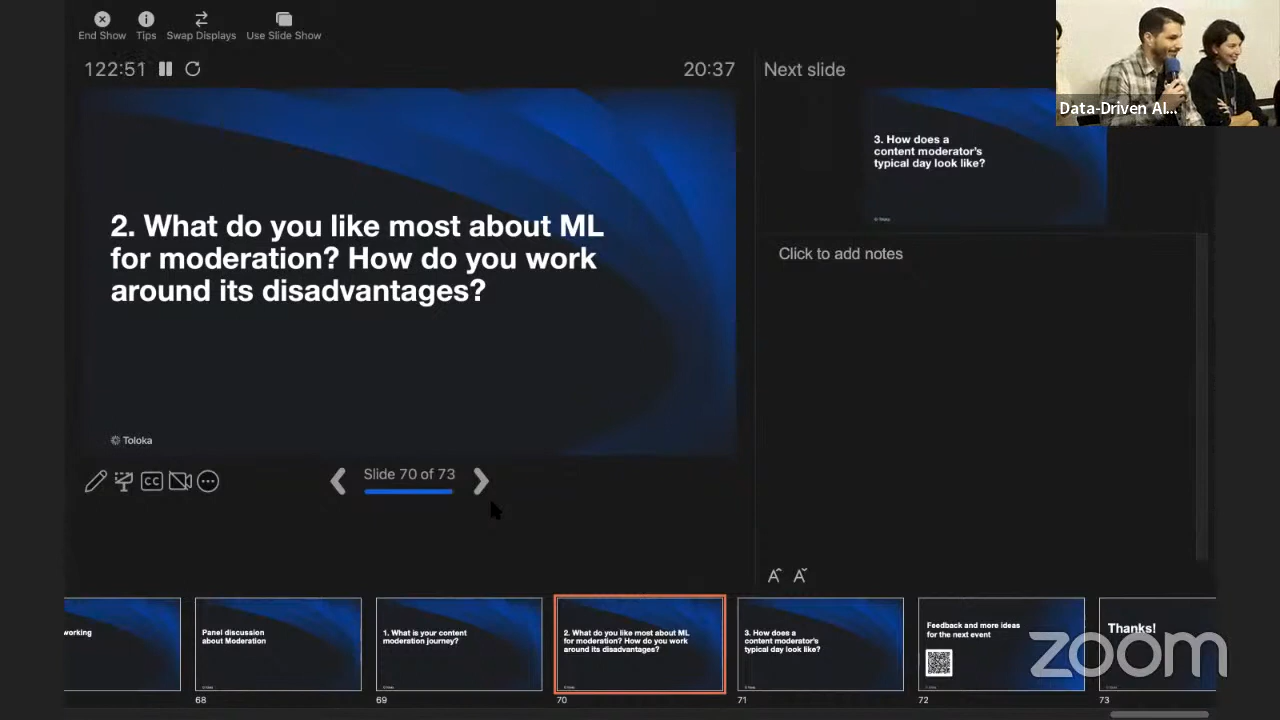 End Show
Tips
Swap Displays
Use Slide Show
122:51
20:37
Next slide
Data-Driven AI...
2. What do you like most about ML
for moderation? How do you work
around its disadvantages?
Toloka
3. How does a
content moderator's
typical day look like?
Toloka
Click to add notes
CC
Slide 70 of 73
working
Panel discussion
about Moderation
1. What is your content
moderation journey?
2. What do you like most about ML
for moderation? How do you work
around its disadvantages?
3. How does a
content moderator's
typical day look like?
Feedback and more ideas
for the next event
Thanks!
68
69
70
71
72
73
zoom